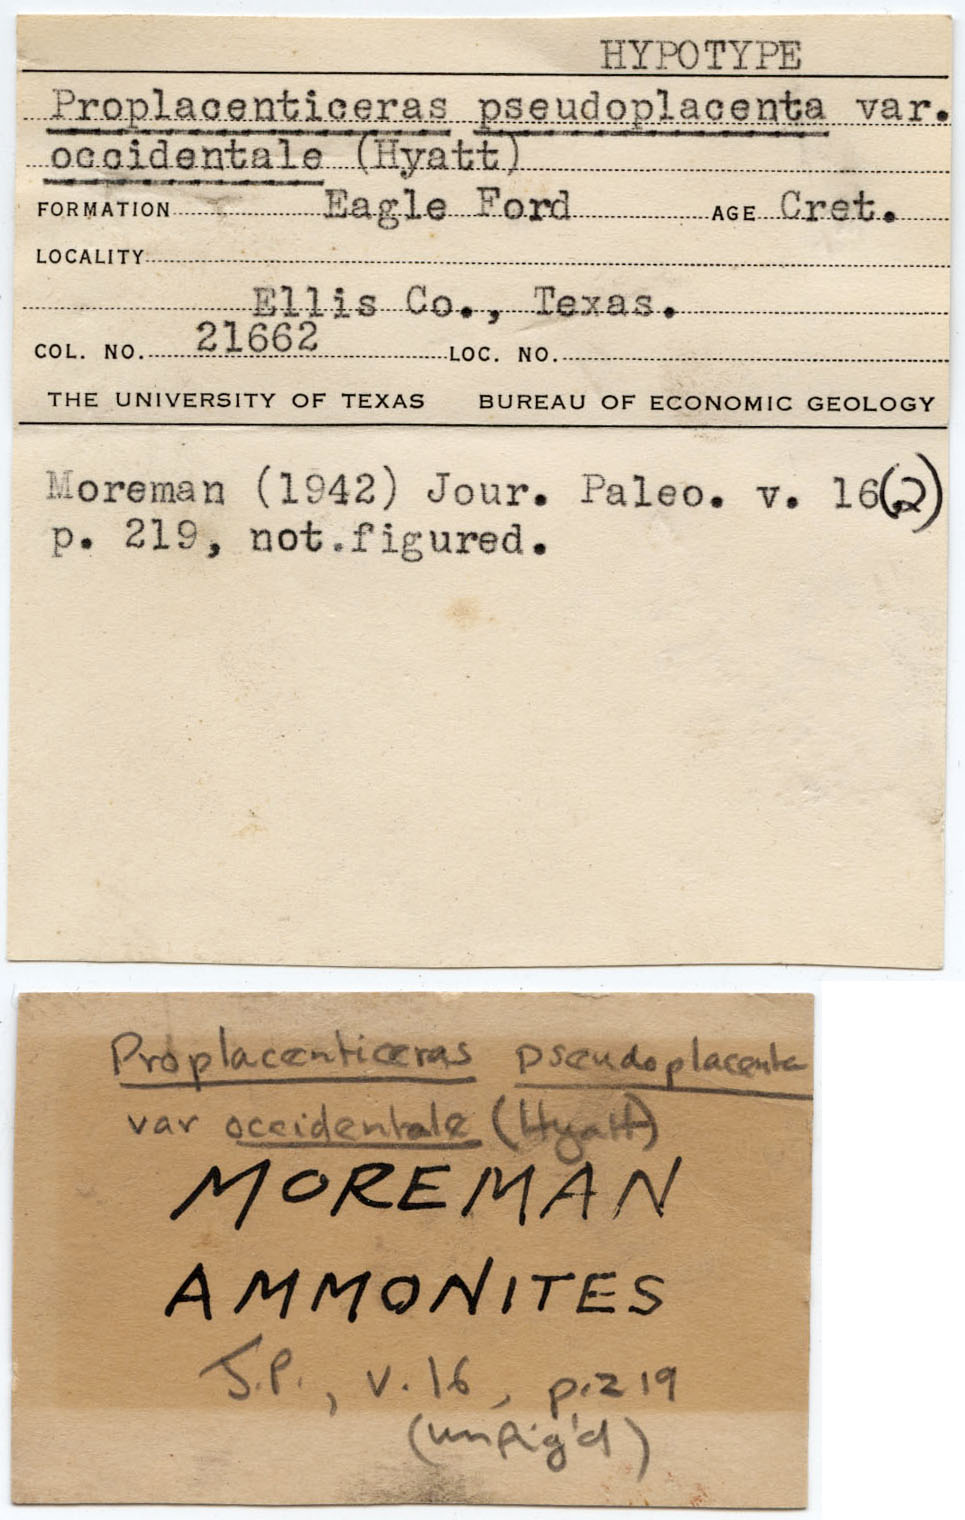 HYPOTYPE
Proplacenticeras pseudoplacenta var.
occidentale (Hyatt)
FORMATION Eagle Ford AGE Cret.
LOCALITY
Ellis Co., Texas.
COL. NO. 21662 LOC. NO.
THE UNIVERSITY OF TEXAS BUREAU OF ECONOMIC GEOLOGY
Moreman (1942) Jour. Paleo. v. 16(2)
p. 219, not.figured.
Proplacenticeras pseudoplacenta
var occidentale (Hyatt)
MOREMAN
AMMONITES
J.P., v.16, p.219
(unfig'd)